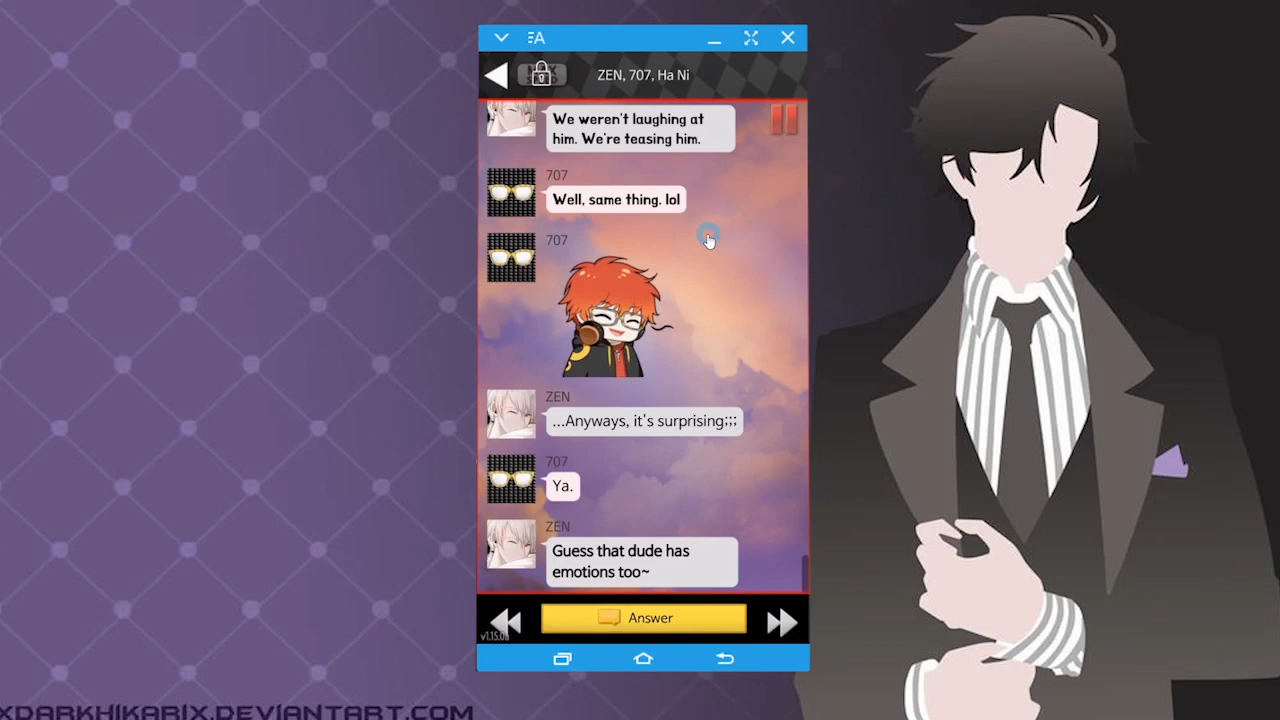 ΞA
ZEN, 707, Ha Ni
We weren't laughing at
him. We're teasing him.
707
Well, same thing. lol
707
ZEN
...Anyways, it's surprising;;;
707
Ya.
ZEN
Guess that dude has
emotions too~
Answer
XDARKHIKARIX.DEVIANTART.COM